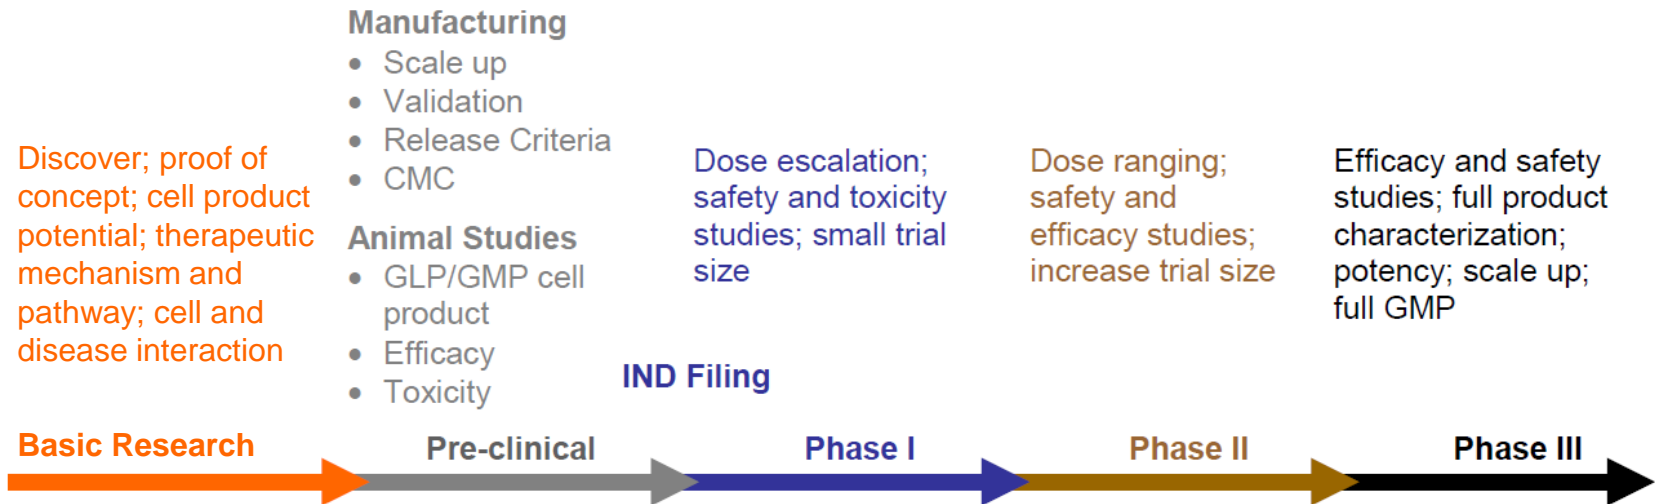 Discover; proof of
concept; cell product
potential; therapeutic
mechanism and
pathway; cell and
disease interaction
Basic Research
Manufacturing
• Scale up
• Validation
• Release Criteria
• CMC
Animal Studies
• GLP/GMP cell
product
• Efficacy
• Toxicity
Pre-clinical
IND Filing
Dose escalation;
safety and toxicity
studies; small trial
size
Phase I
Dose ranging;
safety and
efficacy studies;
increase trial size
Phase II
Efficacy and safety
studies; full product
characterization;
potency; scale up;
full GMP
Phase III